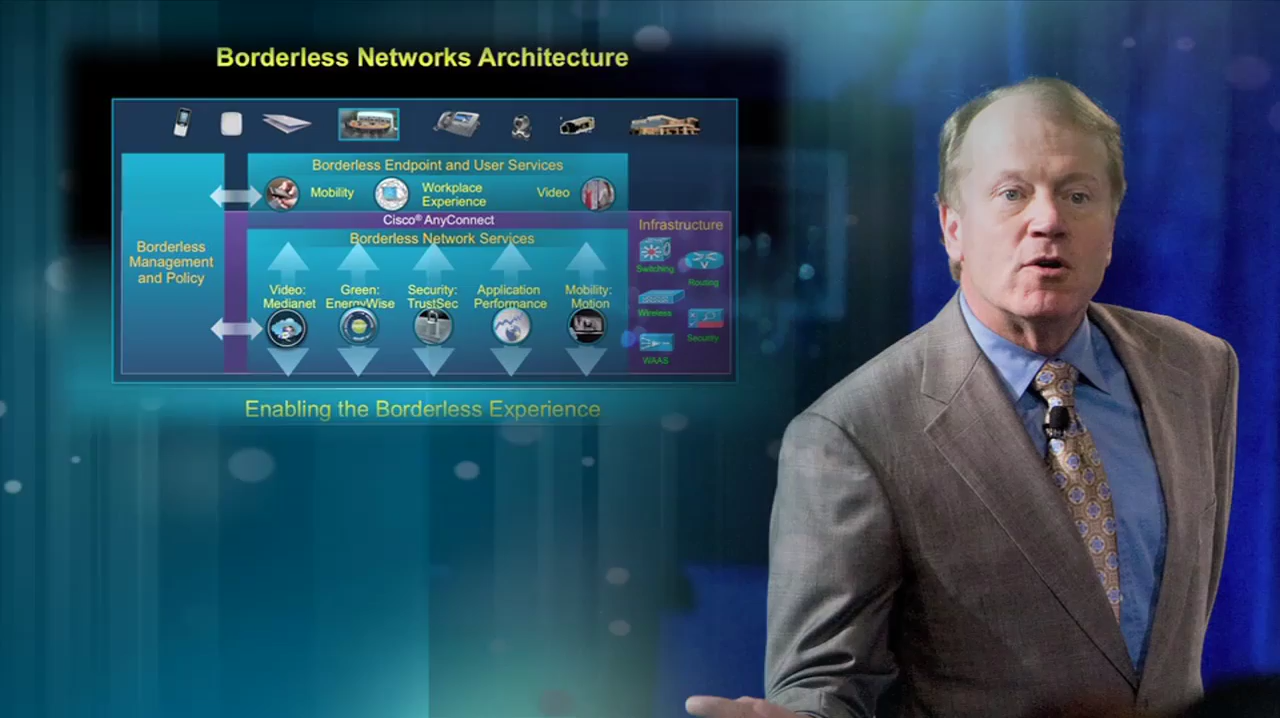 Borderless Networks Architecture
Borderless Endpoint and User Services
Mobility
Workplace
Experience
Video
Cisco® AnyConnect
Borderless Network Services
Borderless
Management
and Policy
Video:
Medianet
Green:
EnergyWise
Security:
TrustSec
Application
Performance
Mobility:
Motion
Infrastructure
Switching
Routing
Wireless
Security
WAAS
Enabling the Borderless Experience